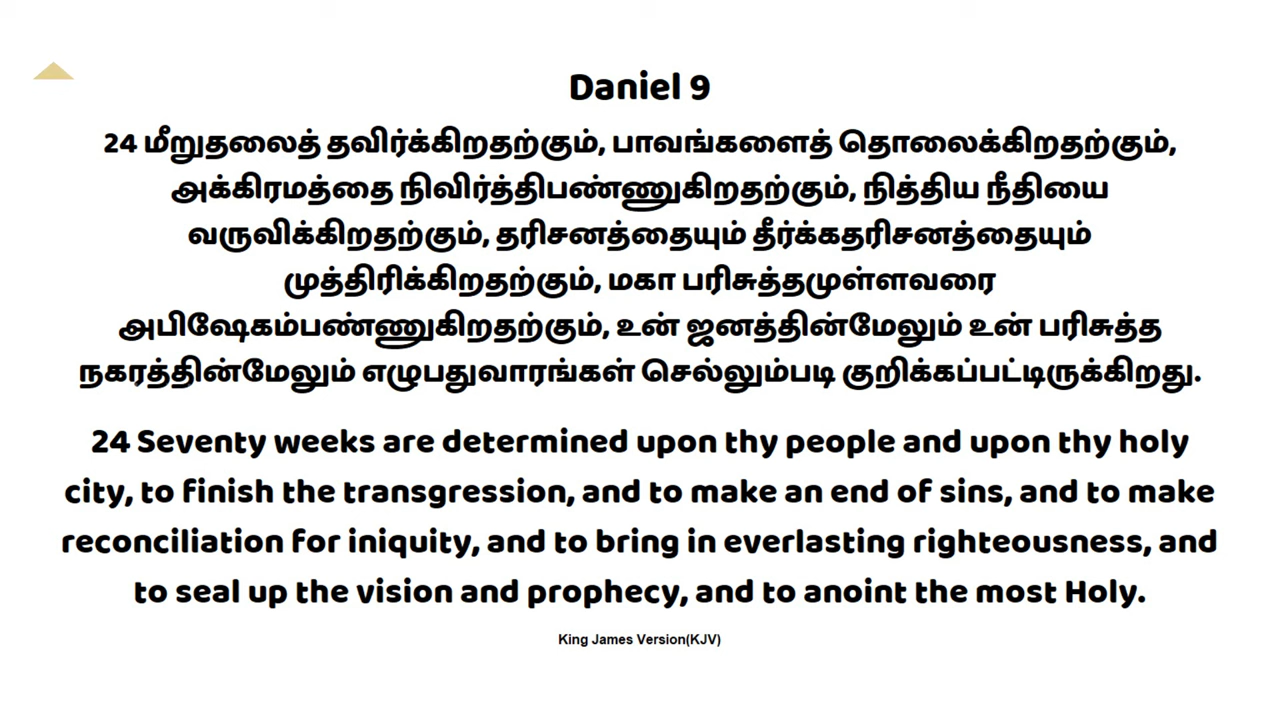 Daniel 9
24 மீறுதலைத் தவிர்க்கிறதற்கும், பாவங்களைத் தொலைக்கிறதற்கும்,
அக்கிரமத்தை நிவிர்த்திபண்ணுகிறதற்கும், நித்திய நீதியை
வருவிக்கிறதற்கும், தரிசனத்தையும் தீர்க்கதரிசனத்தையும்
முத்திரிக்கிறதற்கும், மகா பரிசுத்தமுள்ளவரை
அபிஷேகம்பண்ணுகிறதற்கும், உன் ஜனத்தின்மேலும் உன் பரிசுத்த
நகரத்தின்மேலும் எழுபதுவாரங்கள் செல்லும்படி குறிக்கப்பட்டிருக்கிறது.
24 Seventy weeks are determined upon thy people and upon thy holy
city, to finish the transgression, and to make an end of sins, and to make
reconciliation for iniquity, and to bring in everlasting righteousness, and
to seal up the vision and prophecy, and to anoint the most Holy.
King James Version(KJV)